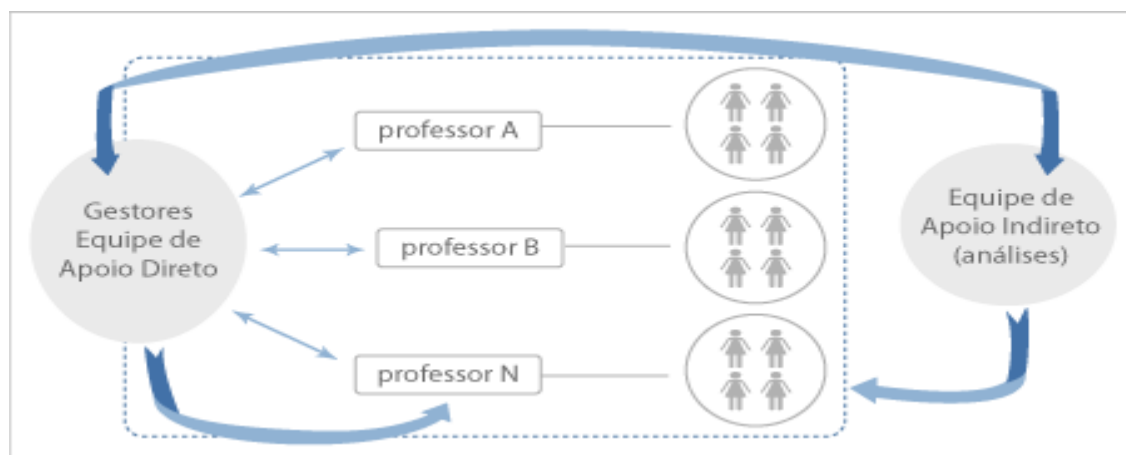 professor A
Gestores
Equipe de
Apoio Direto
professor B
professor N
Equipe de
Apoio Indireto
(análises)